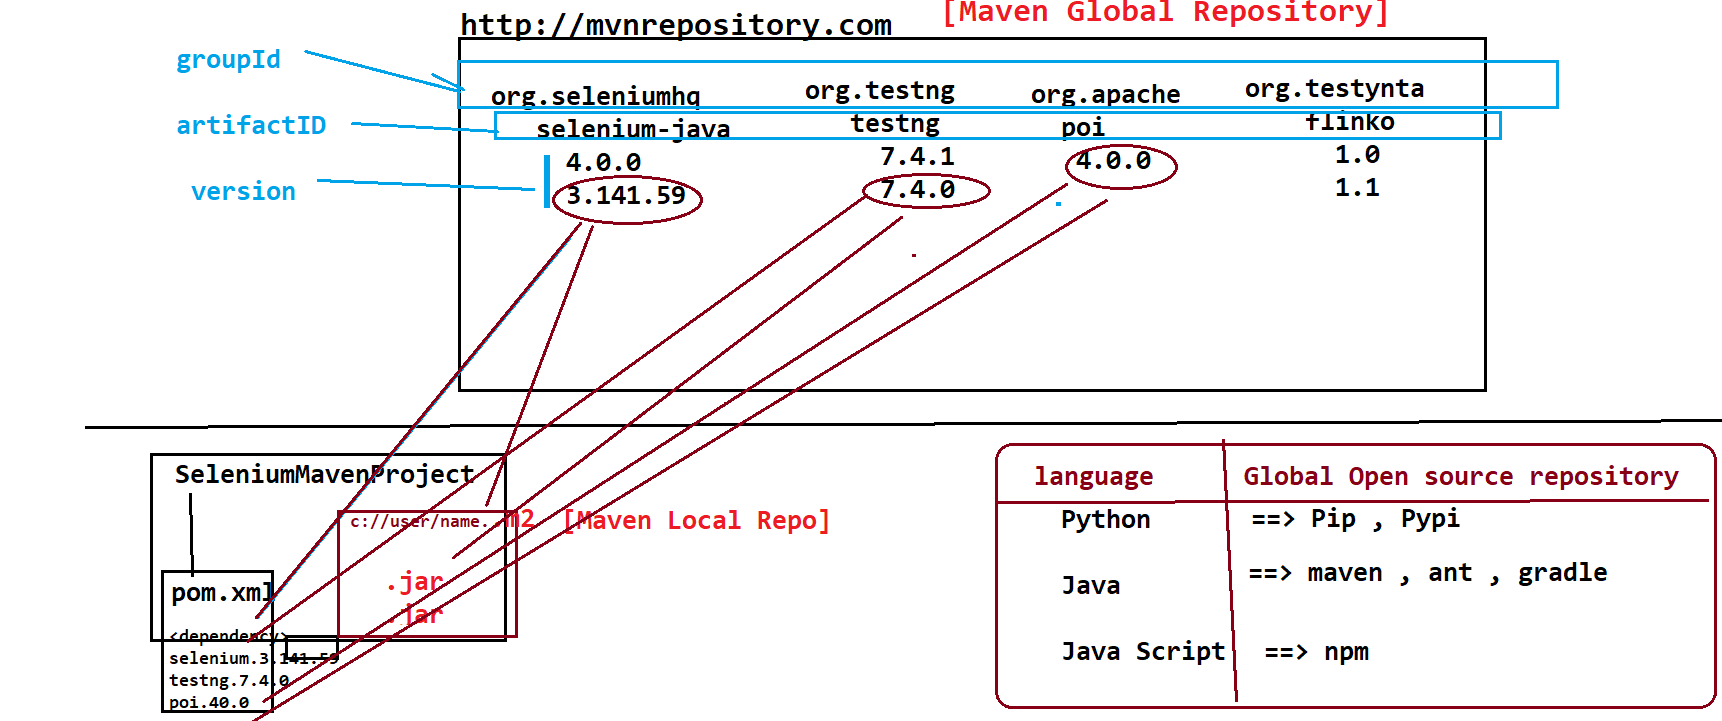 [Maven Global Repository]
http://mvnrepository.com
groupId
org.seleniumhq org.testng org.apache org.testynta
artifactID
selenium-java testng poi flinko
4.0.0 7.4.1 4.0.0 1.0
version
3.141.59 7.4.0 1.1
SeleniumMavenProject
c://user/name..m2 [Maven Local Repo]
.jar
.jar
pom.xml
<dependency>
selenium.3.141.59
testng.7.4.0
poi.40.0
language Global Open source repository
Python ==> Pip , Pypi
Java ==> maven , ant , gradle
Java Script ==> npm